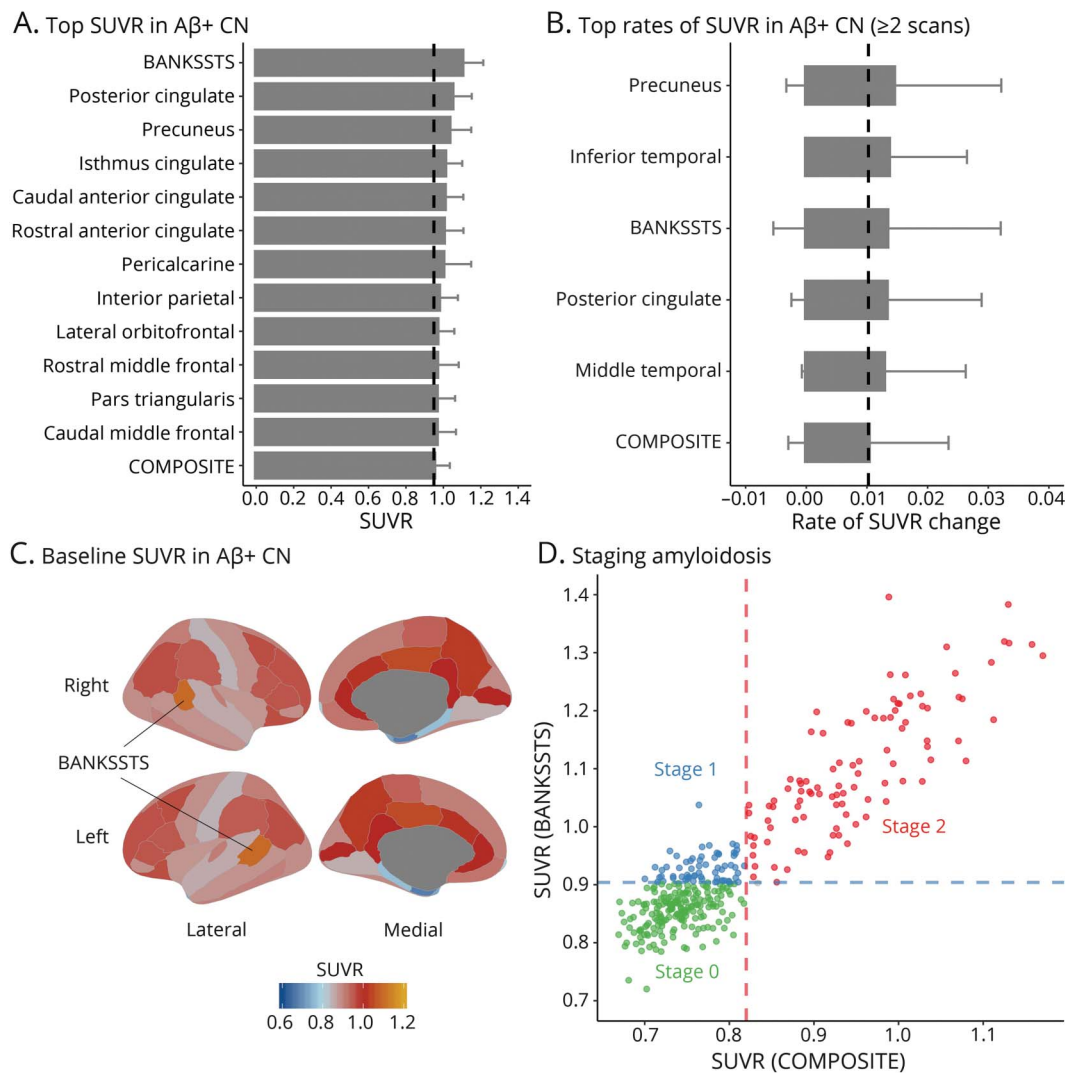 A. Top SUVR in Aβ+ CN
BANKSSTS
Posterior cingulate
Precuneus
Isthmus cingulate
Caudal anterior cingulate
Rostral anterior cingulate
Pericalcarine
Interior parietal
Lateral orbitofrontal
Rostral middle frontal
Pars triangularis
Caudal middle frontal
COMPOSITE
0.0 0.2 0.4 0.6 0.8 1.0 1.2 1.4
SUVR
B. Top rates of SUVR in Aβ+ CN (≥2 scans)
Precuneus
Inferior temporal
BANKSSTS
Posterior cingulate
Middle temporal
COMPOSITE
−0.01 0.00 0.01 0.02 0.03 0.04
Rate of SUVR change
C. Baseline SUVR in Aβ+ CN
Right
BANKSSTS
Left
Lateral Medial
SUVR
0.6 0.8 1.0 1.2
D. Staging amyloidosis
SUVR (BANKSSTS)
1.4
1.3
1.2
1.1
1.0
0.9
0.8
0.7
Stage 1
Stage 2
Stage 0
0.7 0.8 0.9 1.0 1.1
SUVR (COMPOSITE)